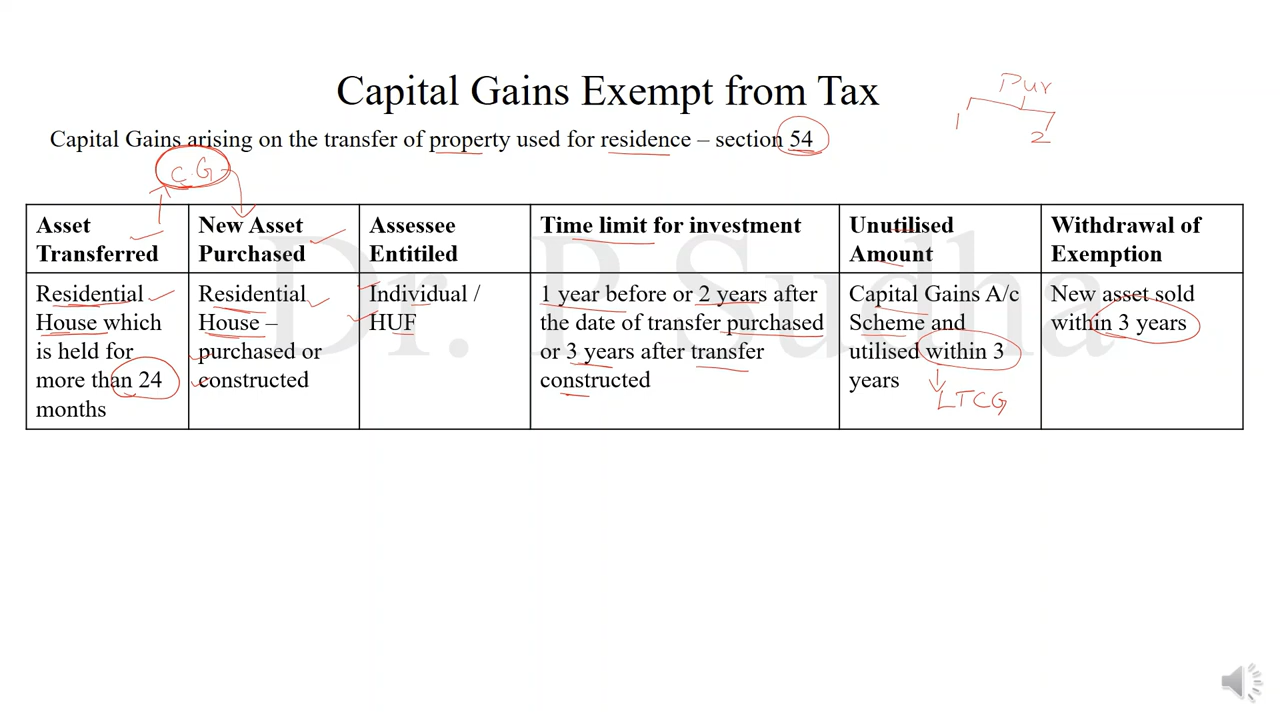 Capital Gains Exempt from Tax
Pur
1
2
Capital Gains arising on the transfer of property used for residence – section 54
C.G
Asset
Transferred
New Asset
Purchased
Assessee
Entitiled
Time limit for investment
Unutilised
Amount
Withdrawal of
Exemption
Residential
House which
is held for
more than 24
months
Residential
House –
purchased or
constructed
Individual /
HUF
1 year before or 2 years after
the date of transfer purchased
or 3 years after transfer
constructed
Capital Gains A/c
Scheme and
utilised within 3
years
LTCG
New asset sold
within 3 years
Dr. P Sudha